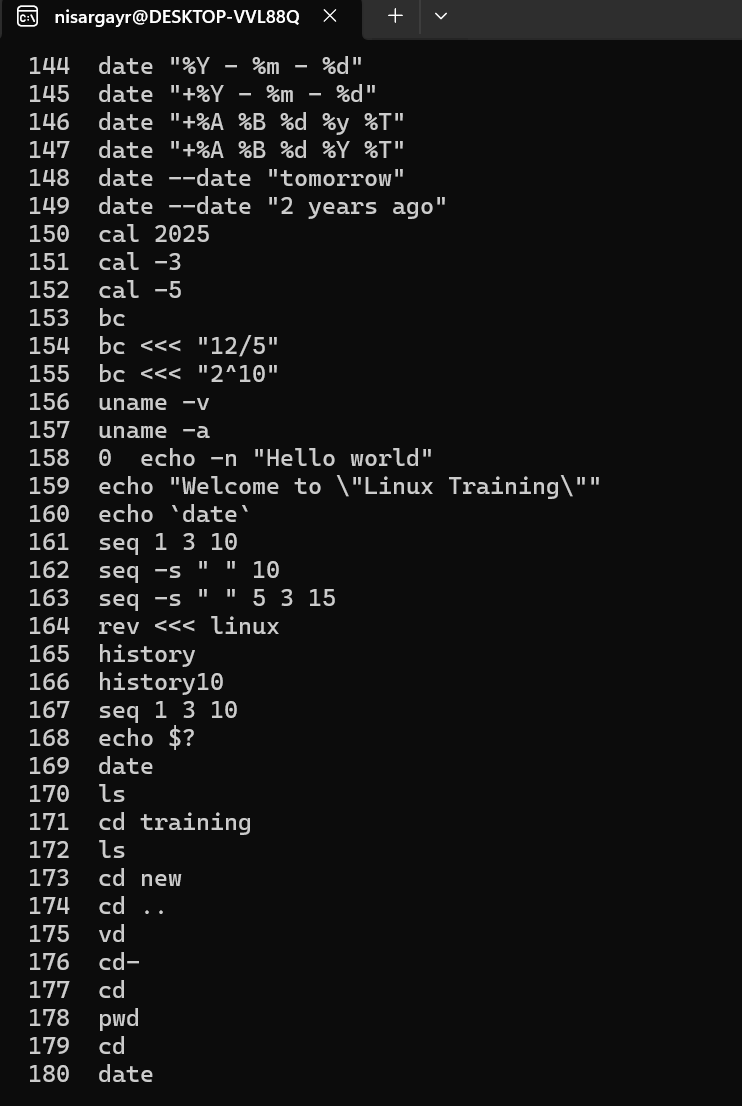 nisargayr@DESKTOP-VVL88Q
144 date "%Y - %m - %d"
145 date "+%Y - %m - %d"
146 date "+%A %B %d %y %T"
147 date "+%A %B %d %Y %T"
148 date --date "tomorrow"
149 date --date "2 years ago"
150 cal 2025
151 cal -3
152 cal -5
153 bc
154 bc <<< "12/5"
155 bc <<< "2^10"
156 uname -v
157 uname -a
158 0  echo -n "Hello world"
159 echo "Welcome to \"Linux Training\""
160 echo `date`
161 seq 1 3 10
162 seq -s " " 10
163 seq -s " " 5 3 15
164 rev <<< linux
165 history
166 history10
167 seq 1 3 10
168 echo $?
169 date
170 ls
171 cd training
172 ls
173 cd new
174 cd ..
175 vd
176 cd-
177 cd
178 pwd
179 cd
180 date